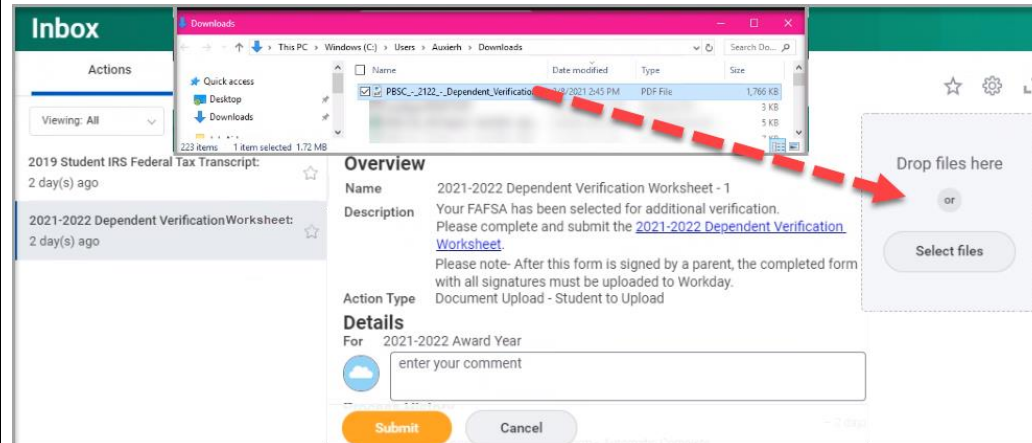 Inbox
Actions
Viewing: All
2019 Student IRS Federal Tax Transcript:
2 day(s) ago
2021-2022 Dependent VerificationWorksheet:
2 day(s) ago
Downloads
This PC > Windows (C:) > Users > Auxierh > Downloads
Search Do...
Quick access
Desktop
Downloads
Name Date modified Type Size
PBSC_-_2122_-_Dependent_Verification 3/8/2021 2:45 PM PDF File 1,766 KB
3 KB
5 KB
223 items 1 item selected 1.72 MB
Overview
Name 2021-2022 Dependent Verification Worksheet - 1
Description Your FAFSA has been selected for additional verification.
Please complete and submit the 2021-2022 Dependent Verification
Worksheet.
Please note- After this form is signed by a parent, the completed form
with all signatures must be uploaded to Workday.
Action Type Document Upload - Student to Upload
Details
For 2021-2022 Award Year
enter your comment
Submit
Cancel
Drop files here
or
Select files